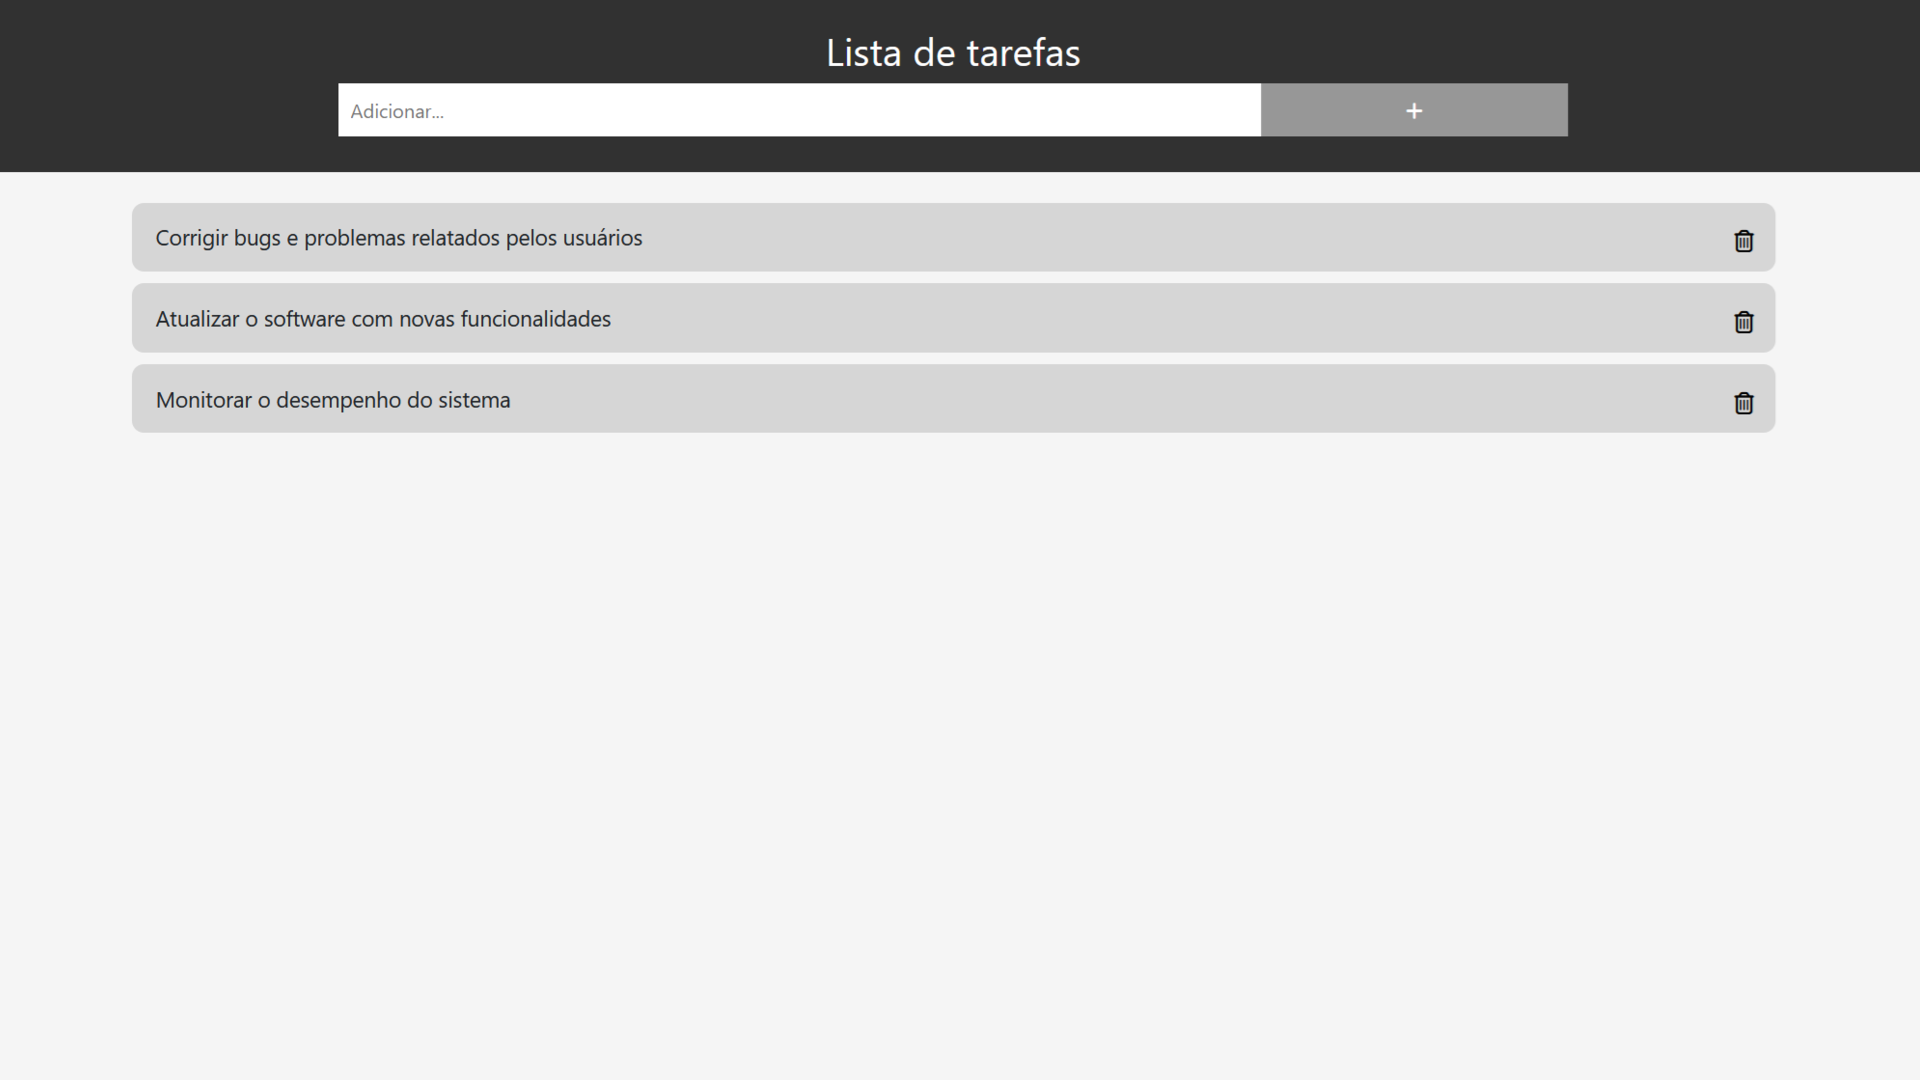 Lista de tarefas
Adicionar...
+
Corrigir bugs e problemas relatados pelos usuários
Atualizar o software com novas funcionalidades
Monitorar o desempenho do sistema